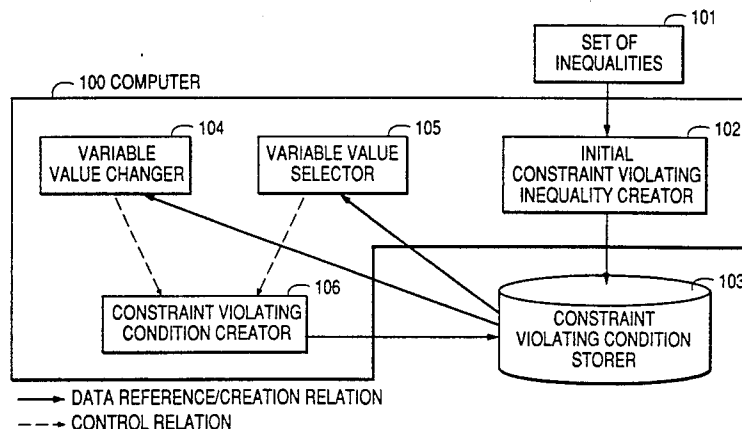 101
SET OF
INEQUALITIES
100 COMPUTER
104
VARIABLE
VALUE CHANGER
105
VARIABLE VALUE
SELECTOR
102
INITIAL
CONSTRAINT VIOLATING
INEQUALITY CREATOR
106
CONSTRAINT VIOLATING
CONDITION CREATOR
103
CONSTRAINT
VIOLATING CONDITION
STORER
DATA REFERENCE/CREATION RELATION
CONTROL RELATION